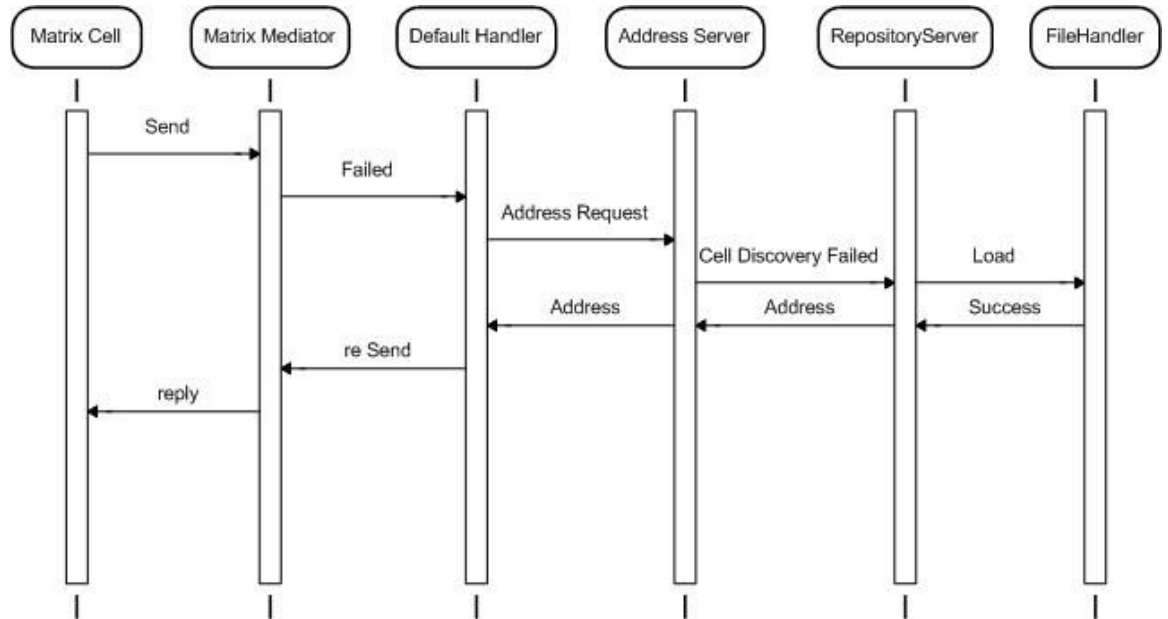 Matrix Cell
Matrix Mediator
Default Handler
Address Server
RepositoryServer
FileHandler
Send
Failed
Address Request
Cell Discovery Failed
Load
Address
Address
Success
re Send
reply